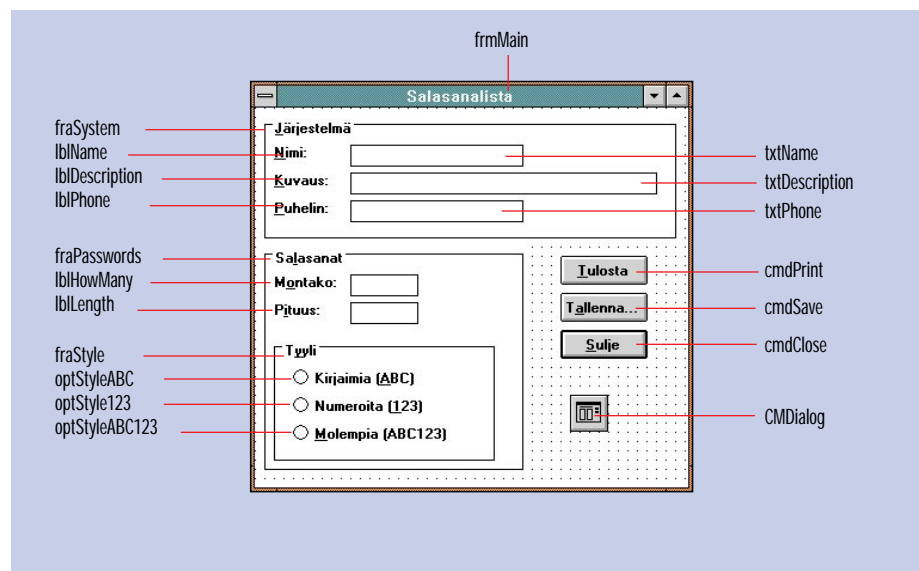 frmMain
Salasanalista
fraSystem
Järjestelmä
lblName
Nimi:
txtName
lblDescription
Kuvaus:
txtDescription
lblPhone
Puhelin:
txtPhone
fraPasswords
Salasanat
lblHowMany
Montako:
lblLength
Pituus:
Tulosta
cmdPrint
Tallenna...
cmdSave
Sulje
cmdClose
fraStyle
Tyyli
optStyleABC
Kirjaimia (ABC)
optStyle123
Numeroita (123)
optStyleABC123
Molempia (ABC123)
CMDialog